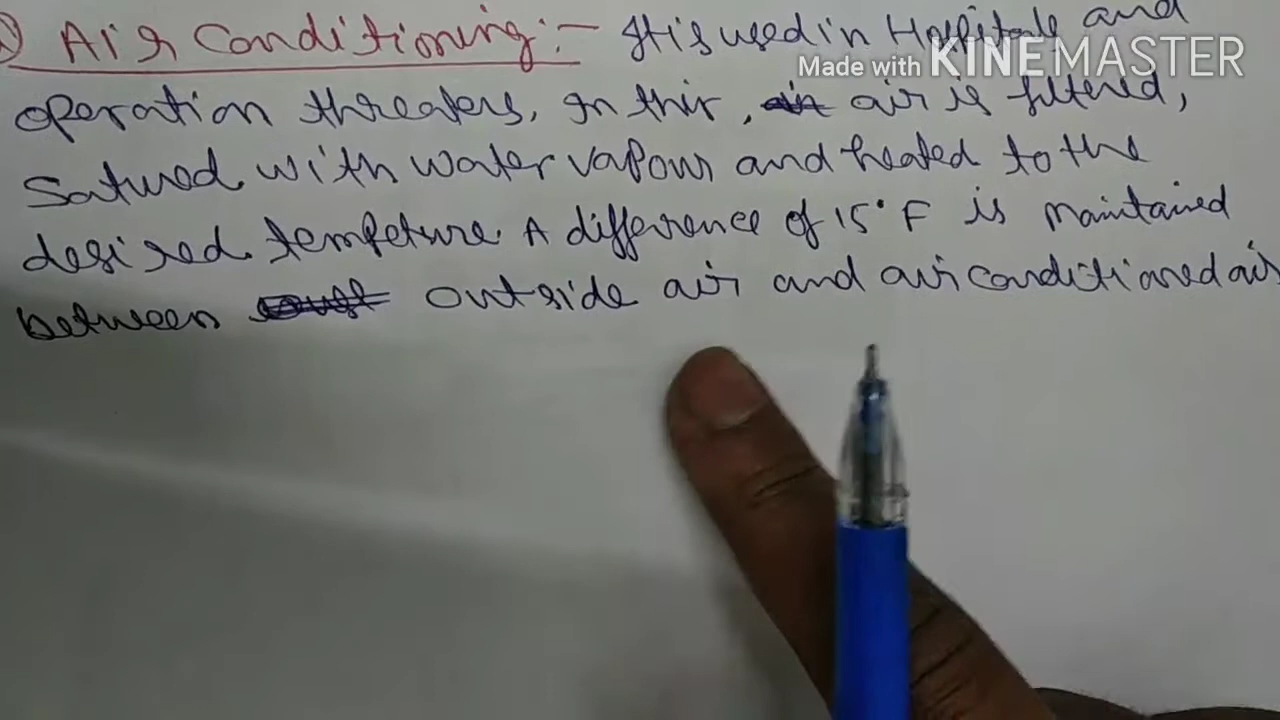 Air Conditioning:- It is used in Hospitals and
Made with KINEMASTER
operation threaters. In this, air is filtered,
Satured with water vapour and heated to the
desired tempeture. A difference of 15°F is maintained
between outside air and air conditioned air